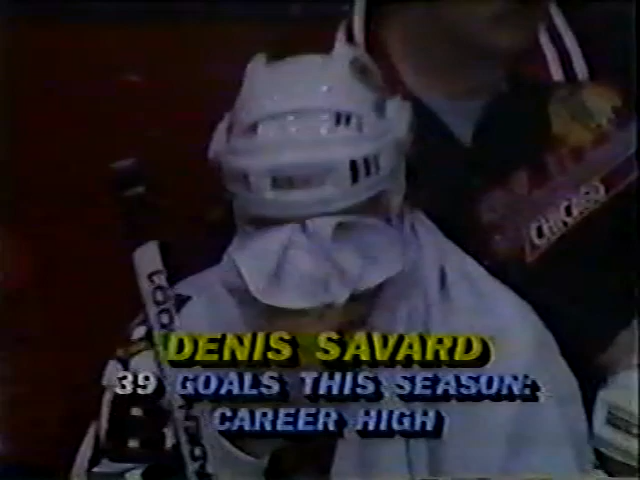 CHICAGO
DENIS SAVARD
39 GOALS THIS SEASON:
CAREER HIGH